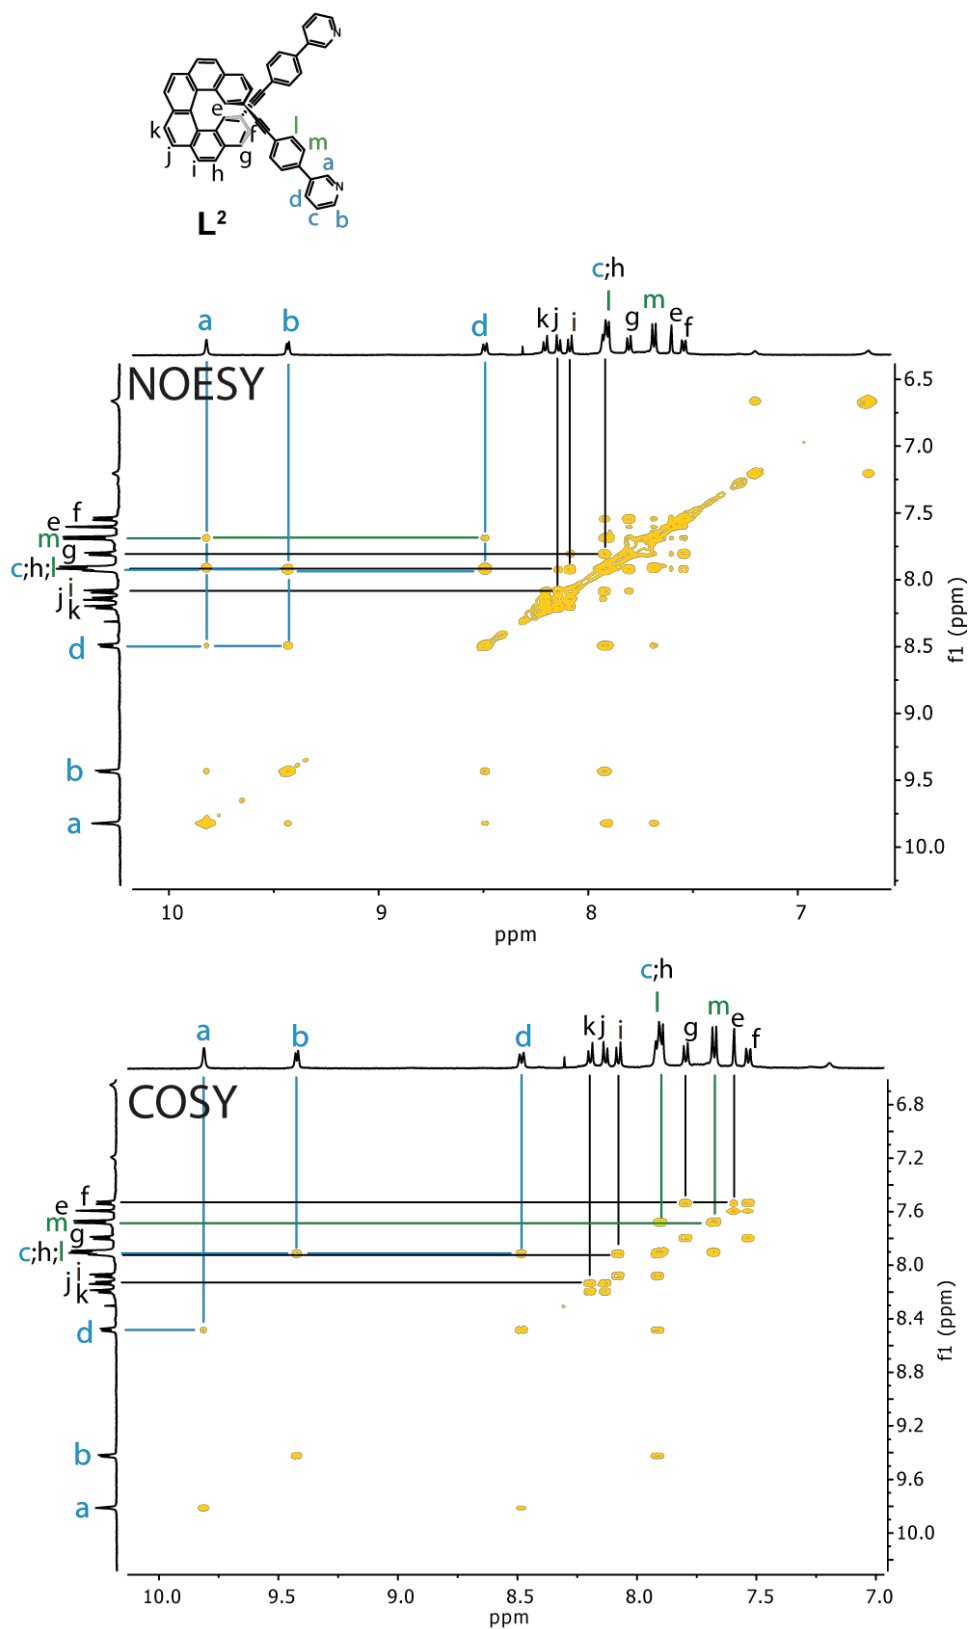 N
e
l
k
f
m
j
g
a
i
h
N
d
c
b
L²
c;h
l
m
a
b
d
k
j
i
g
e
f
NOESY
6.5
7.0
f
7.5
e
m
g
c;h;l
8.0
i
j
k
d
8.5
f1 (ppm)
9.0
b
9.5
a
10.0
10
9
8
7
ppm
c;h
l
m
a
b
d
k
j
i
g
e
f
COSY
6.8
7.2
f
e
7.6
m
g
c;h;l
8.0
i
j
k
8.4
d
f1 (ppm)
8.8
9.2
b
9.6
a
10.0
10.0
9.5
9.0
8.5
8.0
7.5
7.0
ppm